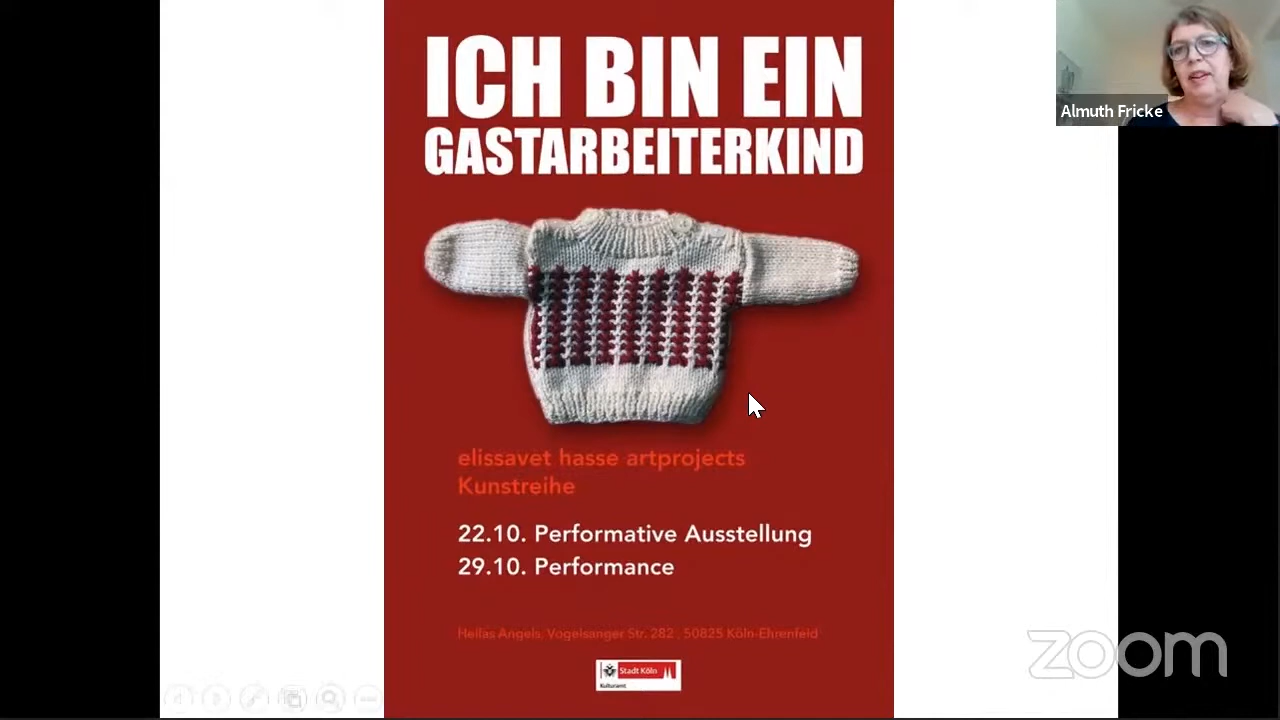 ICH BIN EIN
GASTARBEITERKIND
elissavet hasse artprojects
Kunstreihe
22.10. Performative Ausstellung
29.10. Performance
Hellas Angels. Vogelsanger Str. 282 . 50825 Köln-Ehrenfeld
Stadt Köln
Kulturamt
Almuth Fricke
zoom